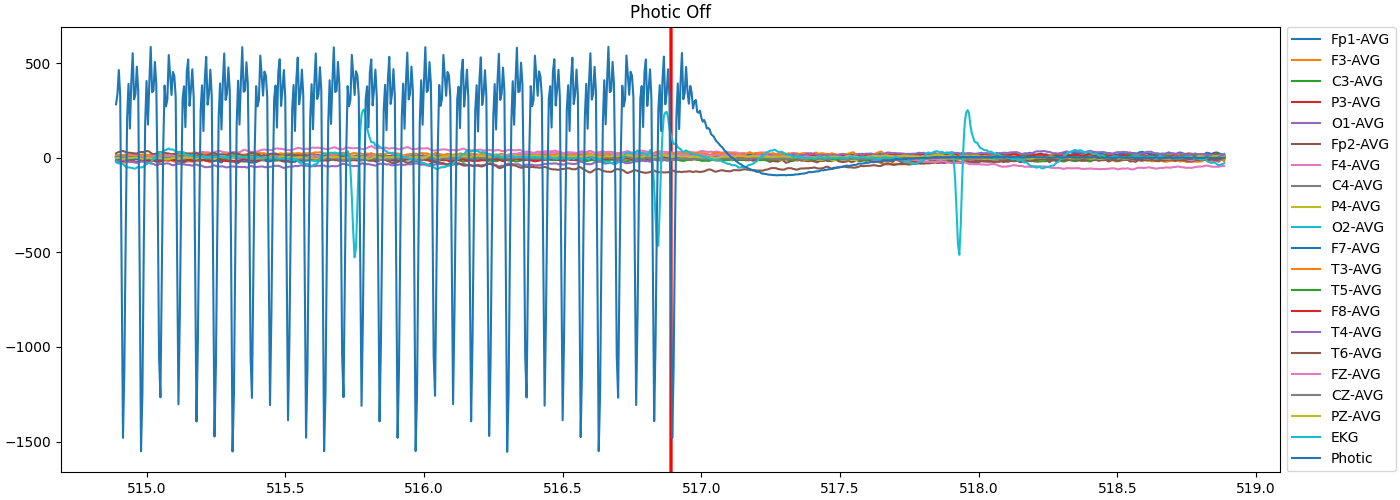 Photic Off
500
0
−500
−1000
−1500
515.0 515.5 516.0 516.5 517.0 517.5 518.0 518.5 519.0
Fp1-AVG
F3-AVG
C3-AVG
P3-AVG
O1-AVG
Fp2-AVG
F4-AVG
C4-AVG
P4-AVG
O2-AVG
F7-AVG
T3-AVG
T5-AVG
F8-AVG
T4-AVG
T6-AVG
FZ-AVG
CZ-AVG
PZ-AVG
EKG
Photic